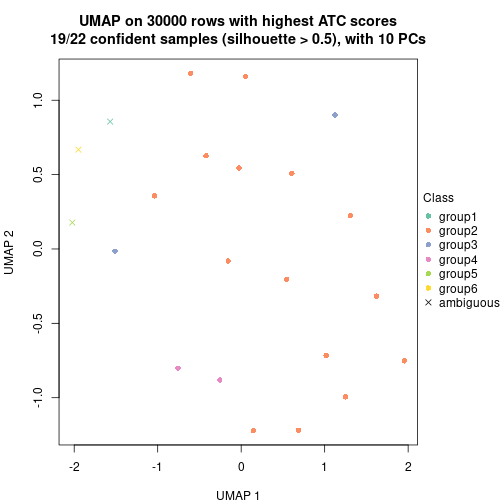 UMAP on 30000 rows with highest ATC scores
19/22 confident samples (silhouette > 0.5), with 10 PCs
1.0
0.5
0.0
-0.5
-1.0
UMAP 2
-2
-1
0
1
2
UMAP 1
Class
group1
group2
group3
group4
group5
group6
ambiguous